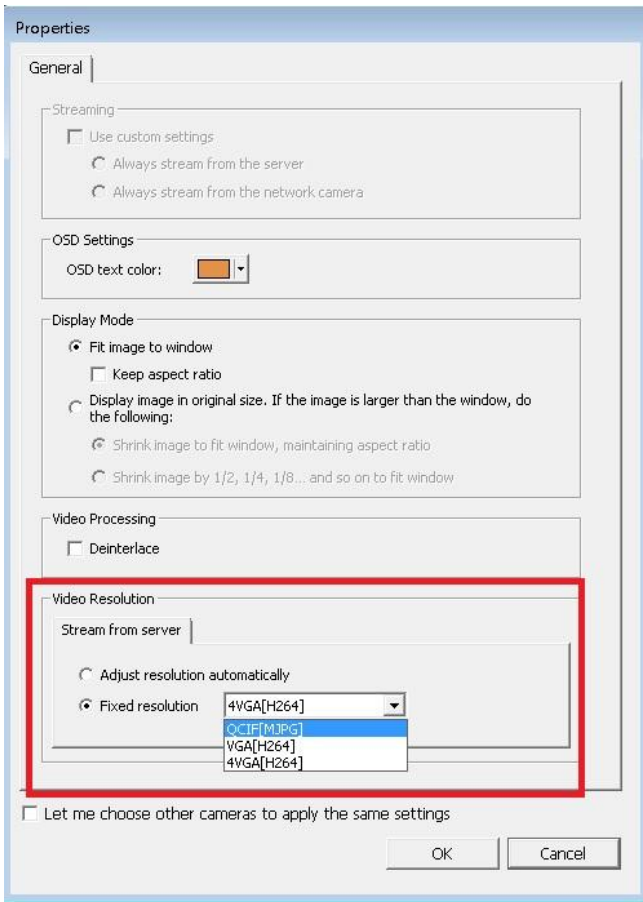 Properties
General
Streaming
Use custom settings
Always stream from the server
Always stream from the network camera
OSD Settings
OSD text color:
Display Mode
Fit image to window
Keep aspect ratio
Display image in original size. If the image is larger than the window, do
the following:
Shrink image to fit window, maintaining aspect ratio
Shrink image by 1/2, 1/4, 1/8... and so on to fit window
Video Processing
Deinterlace
Video Resolution
Stream from server
Adjust resolution automatically
Fixed resolution 4VGA[H264]
QCIF[MJPG]
VGA[H264]
4VGA[H264]
Let me choose other cameras to apply the same settings
OK Cancel